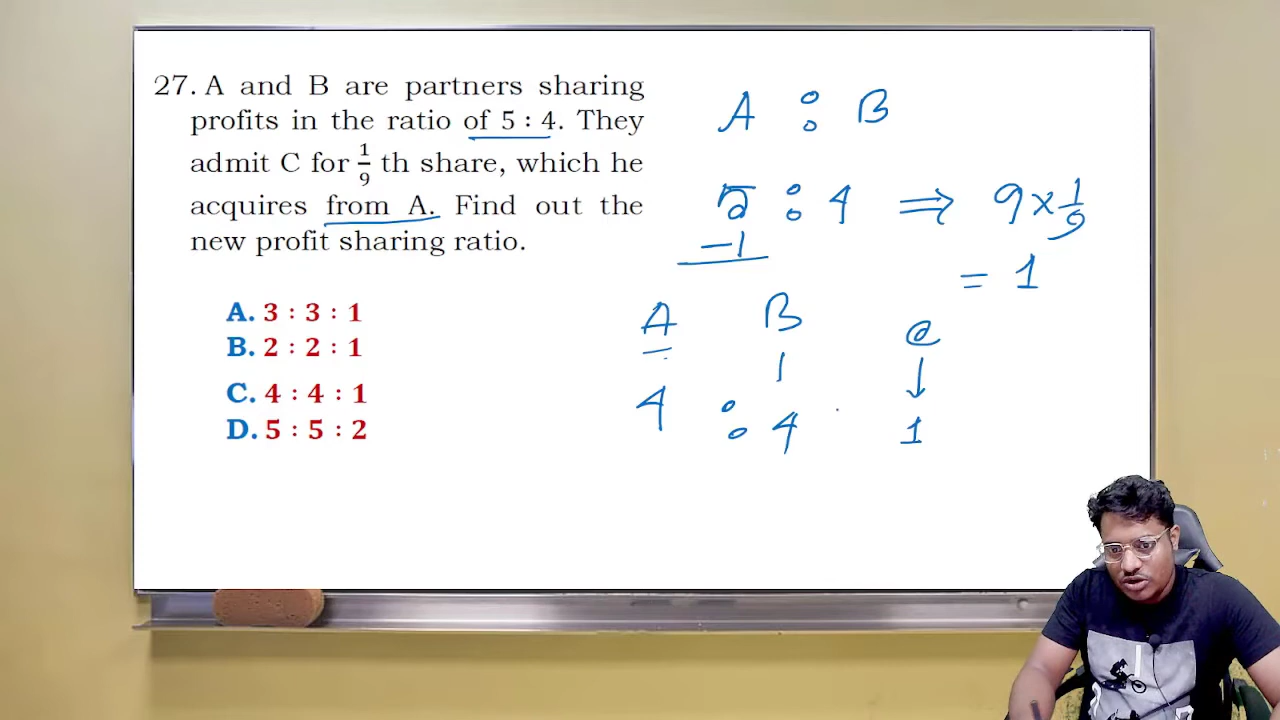 27. A and B are partners sharing
profits in the ratio of 5 : 4. They
admit C for 1/9 th share, which he
acquires from A. Find out the
new profit sharing ratio.
A. 3 : 3 : 1
B. 2 : 2 : 1
C. 4 : 4 : 1
D. 5 : 5 : 2
A : B
5 : 4 ⇒ 9 × 1/9
−1
= 1
A B C
4 : 4 1